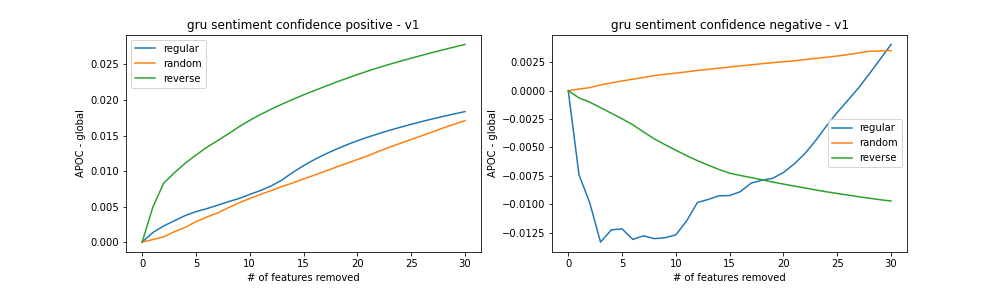 gru sentiment confidence positive - v1
APOC - global
0.025
0.020
0.015
0.010
0.005
0.000
regular
random
reverse
0 5 10 15 20 25 30
# of features removed
gru sentiment confidence negative - v1
APOC - global
0.0025
0.0000
−0.0025
−0.0050
−0.0075
−0.0100
−0.0125
regular
random
reverse
0 5 10 15 20 25 30
# of features removed